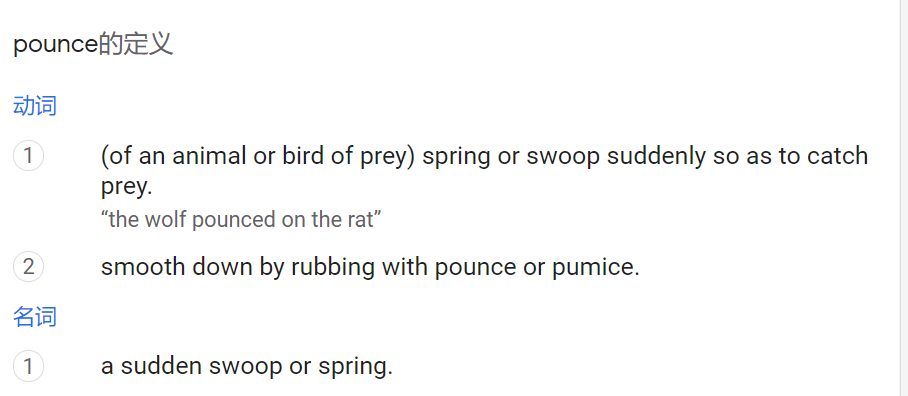 pounce的定义
动词
1
(of an animal or bird of prey) spring or swoop suddenly so as to catch
prey.
“the wolf pounced on the rat”
2
smooth down by rubbing with pounce or pumice.
名词
1
a sudden swoop or spring.